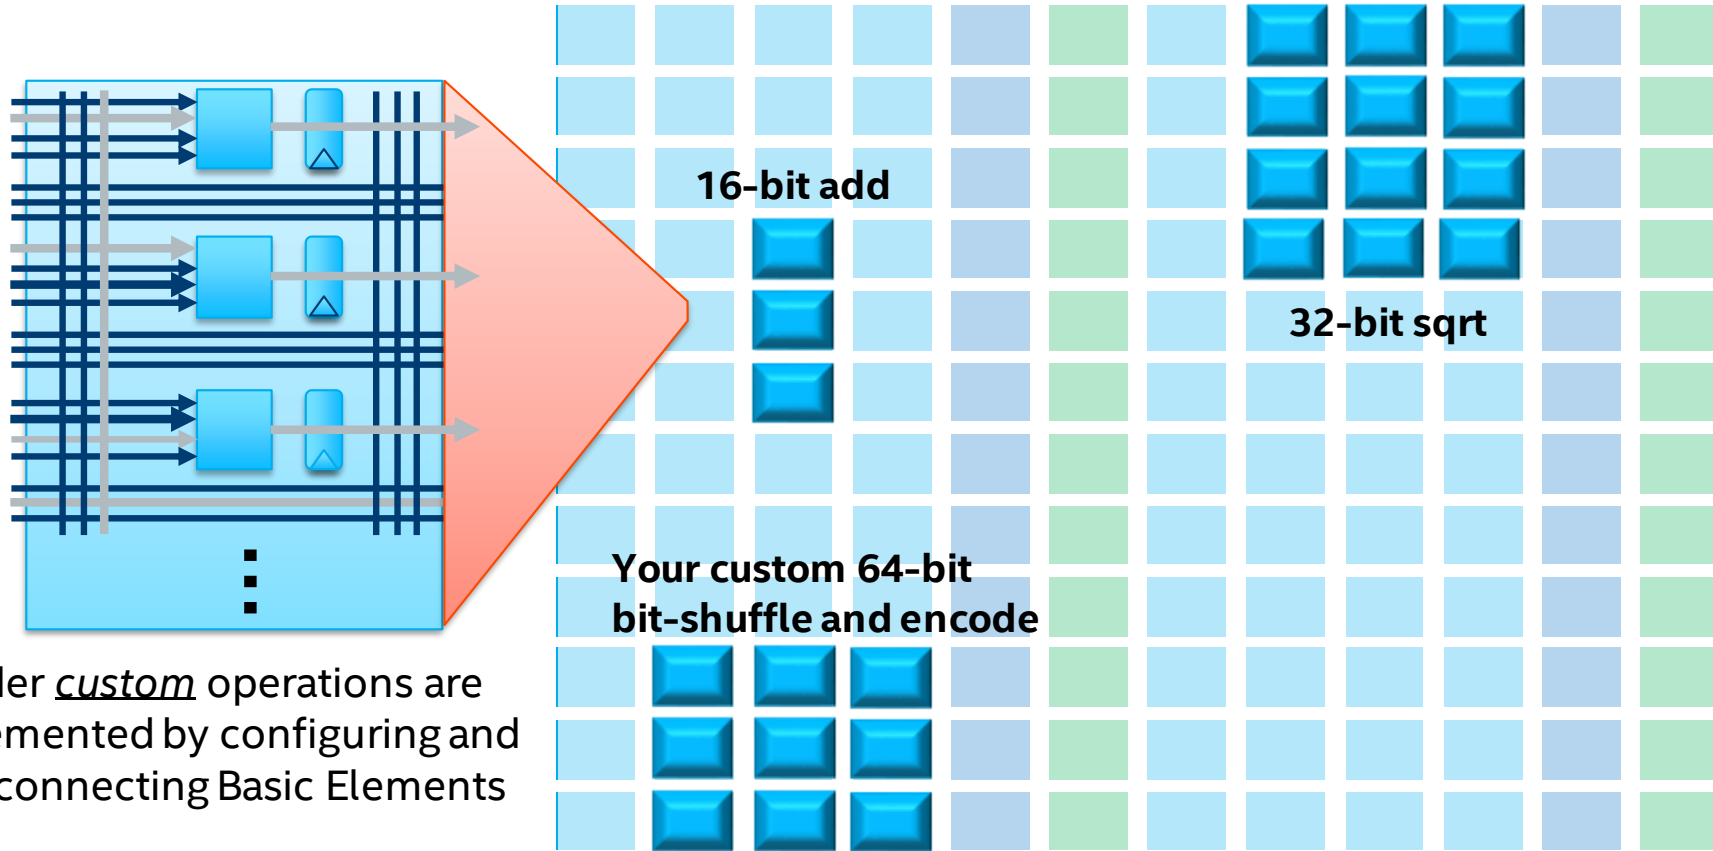 16-bit add
32-bit sqrt
Your custom 64-bit
bit-shuffle and encode
custom operations are
by configuring and
connecting Basic Elements